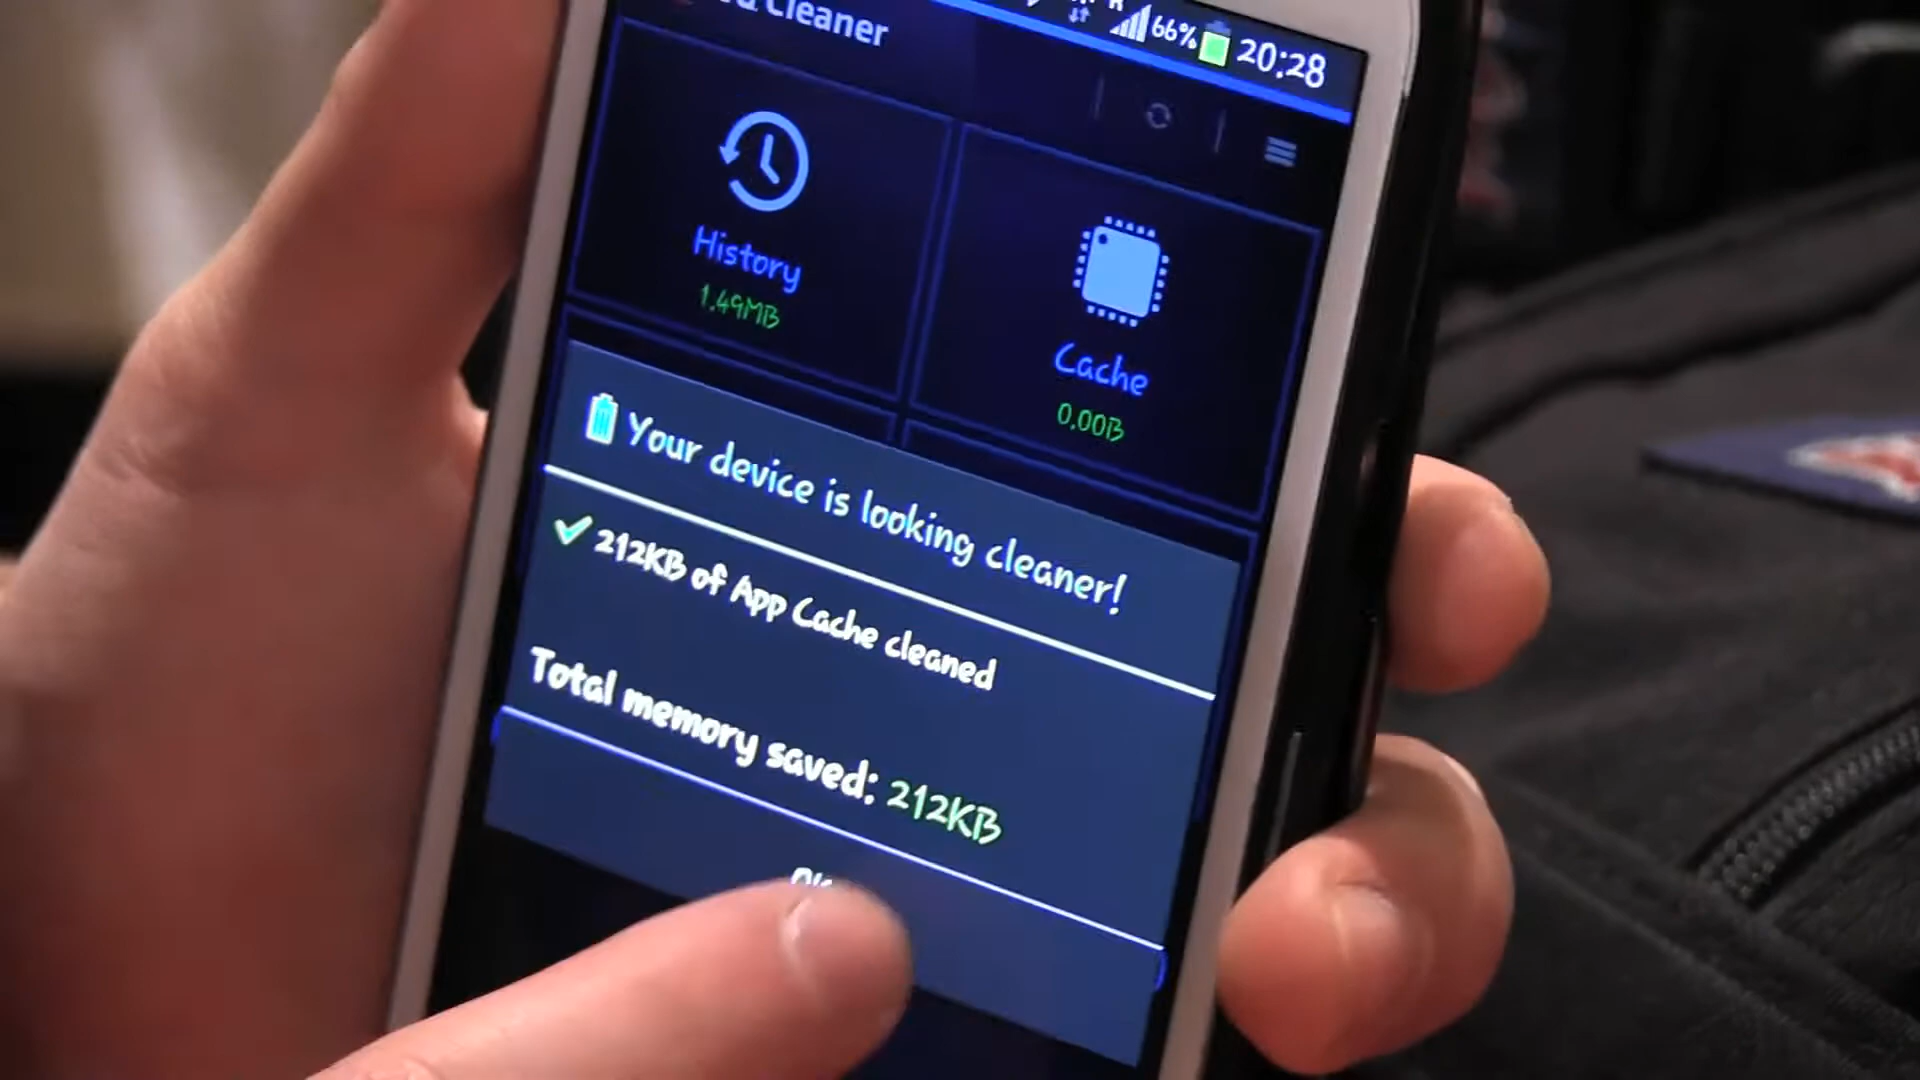 Cleaner
66% 20:28
History
1.49MB
Cache
0.00B
Your device is looking cleaner!
212KB of App Cache cleaned
Total memory saved: 212KB